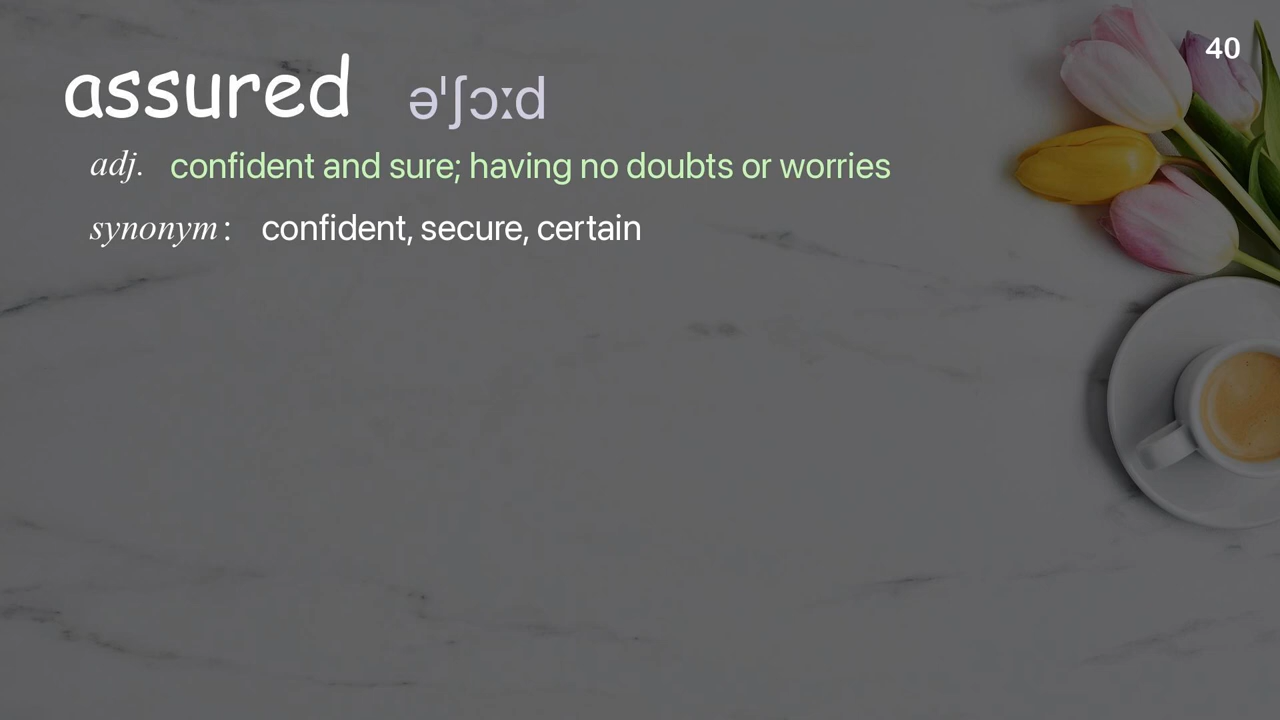 40
assured əˈʃɔːd
adj. confident and sure; having no doubts or worries
synonym: confident, secure, certain